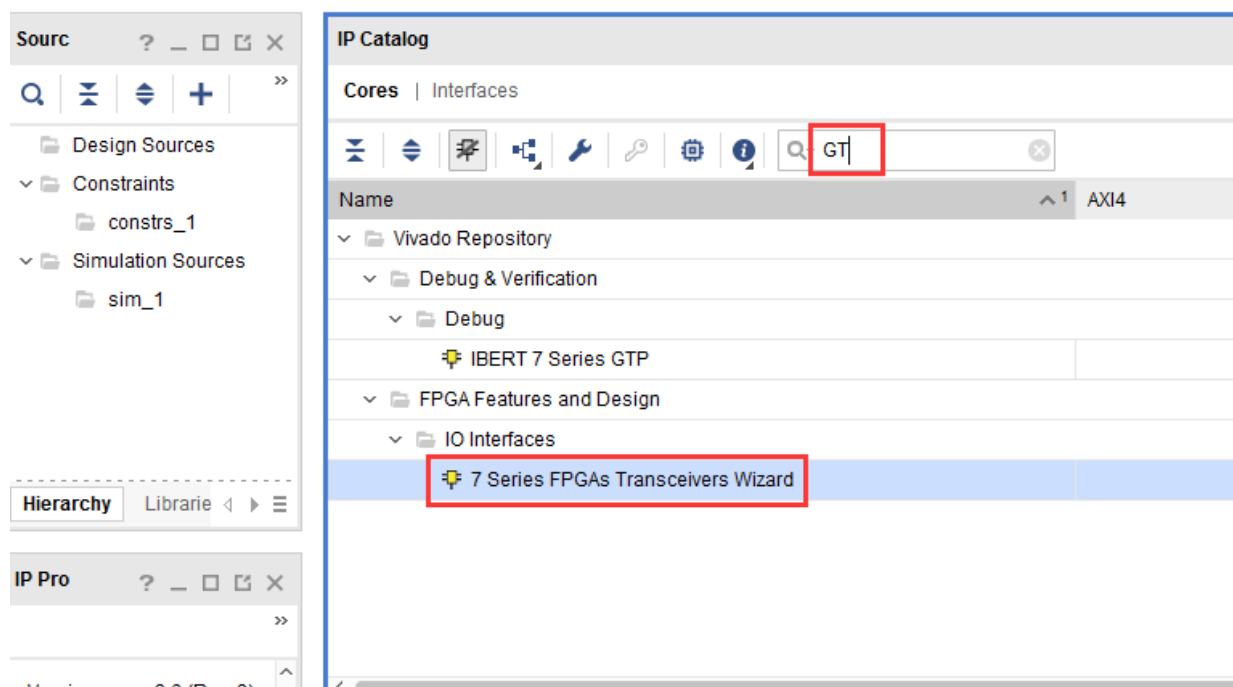 Sourc
Design Sources
Constraints
constrs_1
Simulation Sources
sim_1
Hierarchy Librarie
IP Pro
IP Catalog
Cores | Interfaces
GT
Name 1 AXI4
Vivado Repository
Debug & Verification
Debug
IBERT 7 Series GTP
FPGA Features and Design
IO Interfaces
7 Series FPGAs Transceivers Wizard